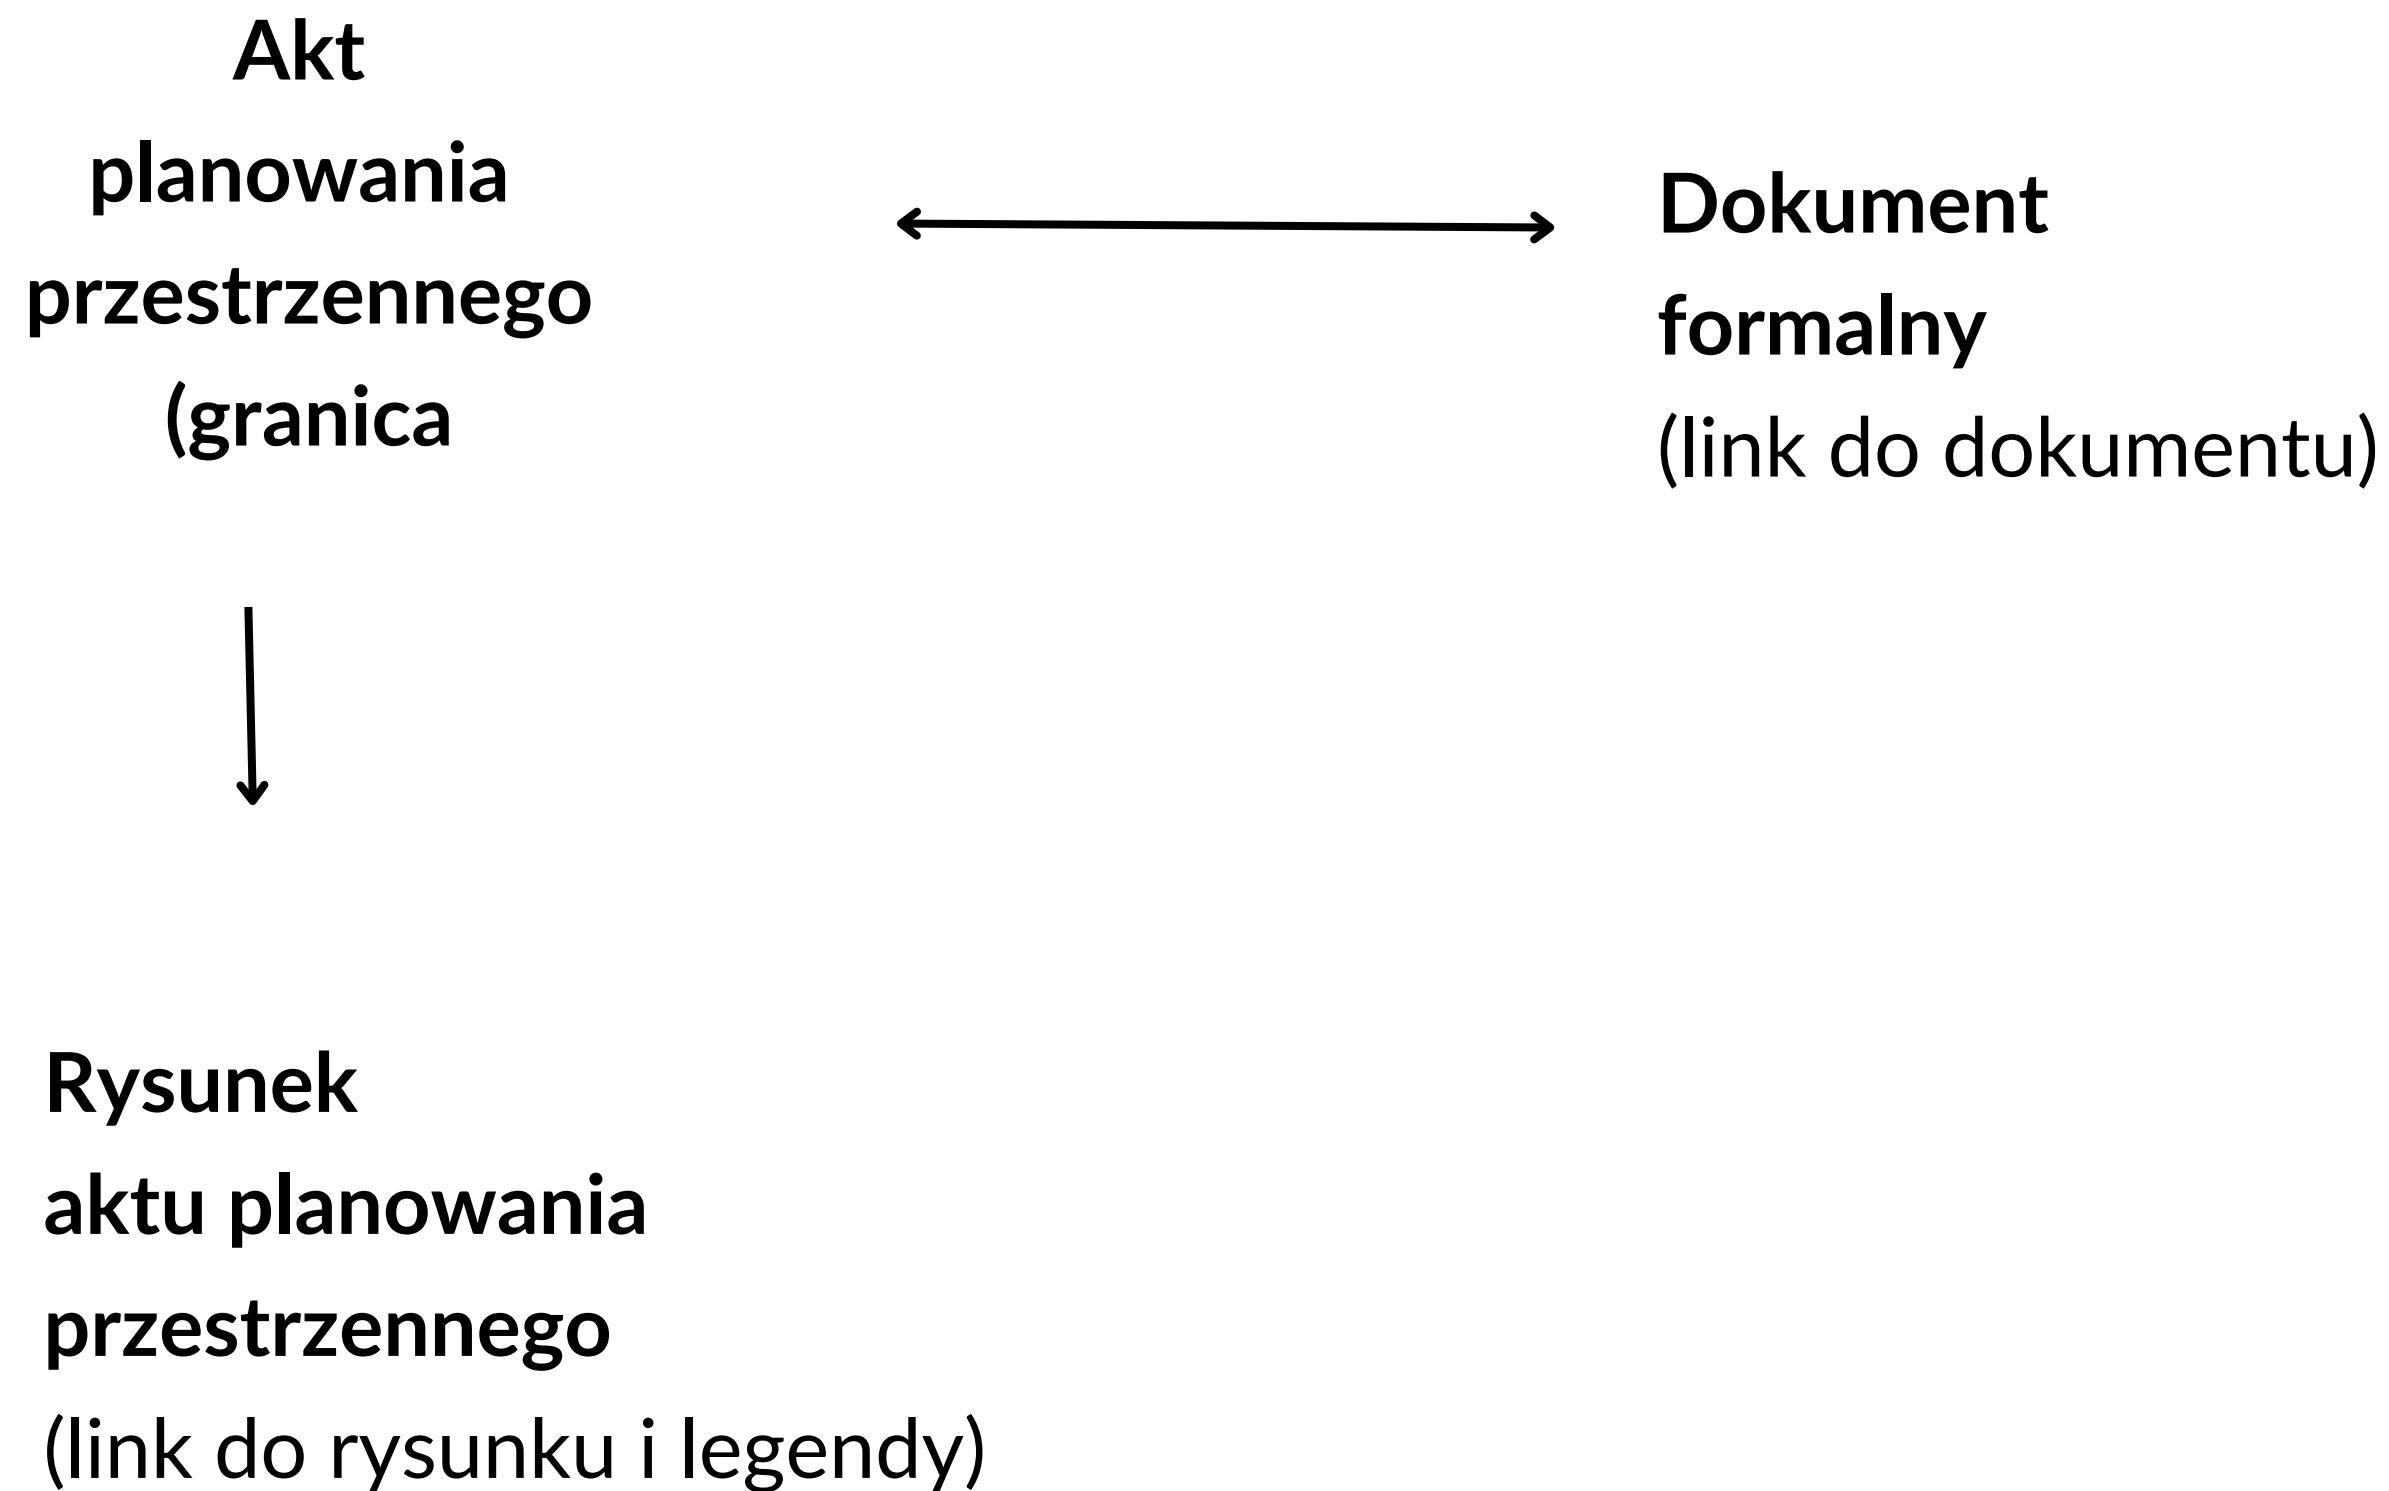 Akt
planowania
przestrzennego
(granica
Dokument
formalny
(link do dokumentu)
Rysunek
aktu planowania
przestrzennego
(link do rysunku i legendy)